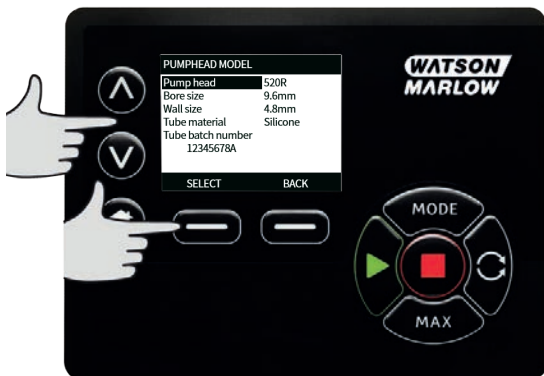 PUMPHEAD MODEL
Pump head 520R
Bore size 9.6mm
Wall size 4.8mm
Tube material Silicone
Tube batch number
12345678A
SELECT BACK
WATSON
MARLOW
MODE
MAX